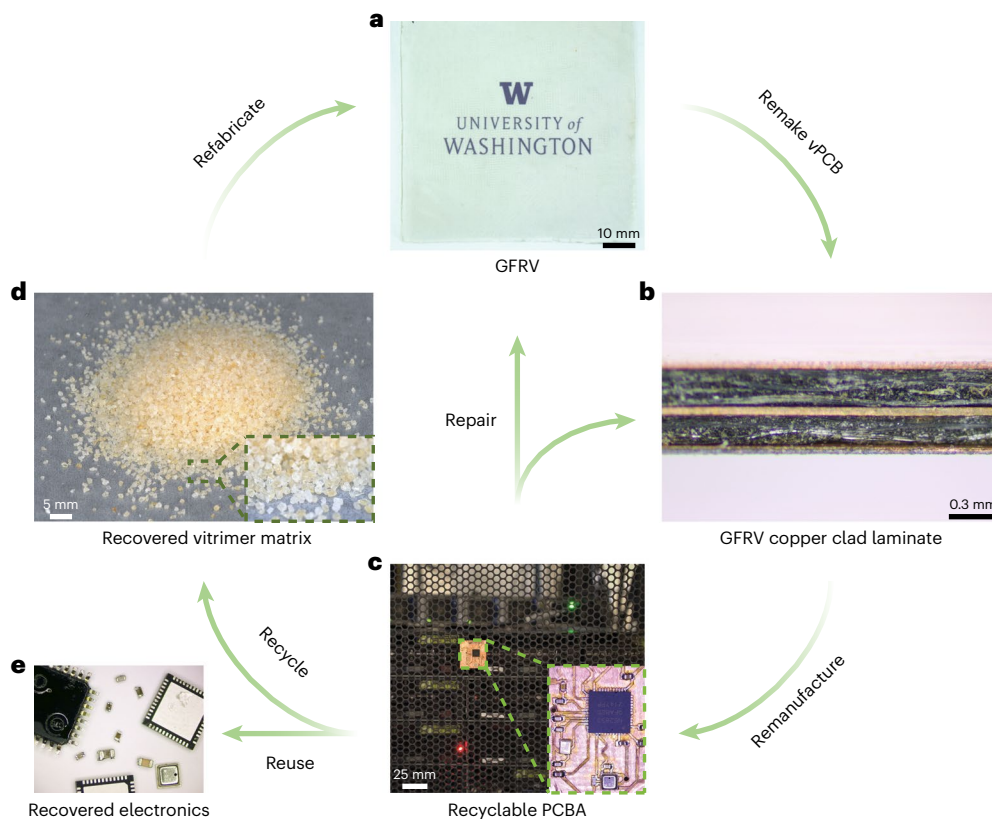 a
W
UNIVERSITY of
WASHINGTON
10 mm
GFRV
Refabricate
Remake vPCB
d
5 mm
Recovered vitrimer matrix
b
0.3 mm
GFRV copper clad laminate
Repair
c
25 mm
Recyclable PCBA
Recycle
Reuse
Remanufacture
e
Recovered electronics